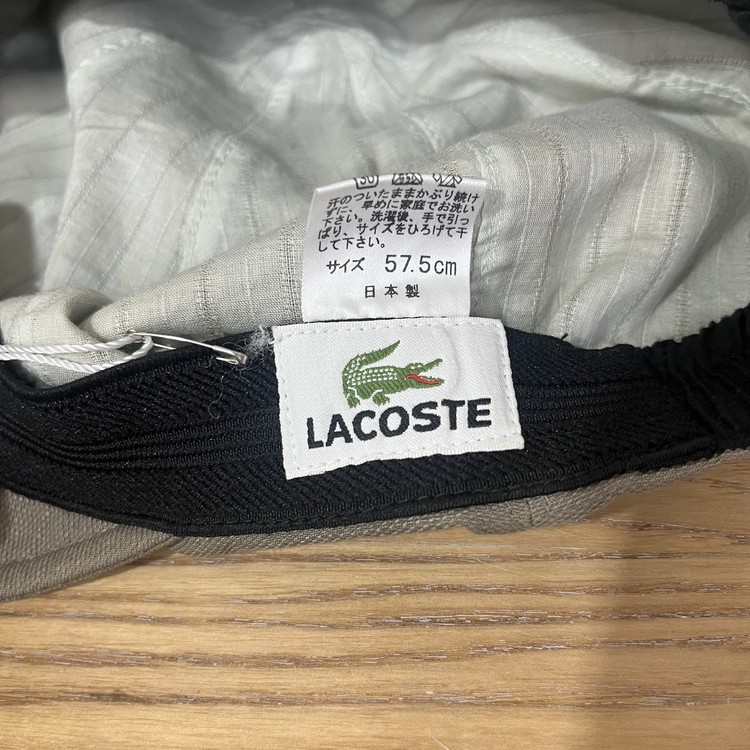 30
汗のついたままかぶり続け
ずに、早めに家庭でお洗い
下さい。洗濯後、手で引っ
ぱり、サイズをひろげて干
して下さい。
サイズ 57.5cm
日本製
LACOSTE